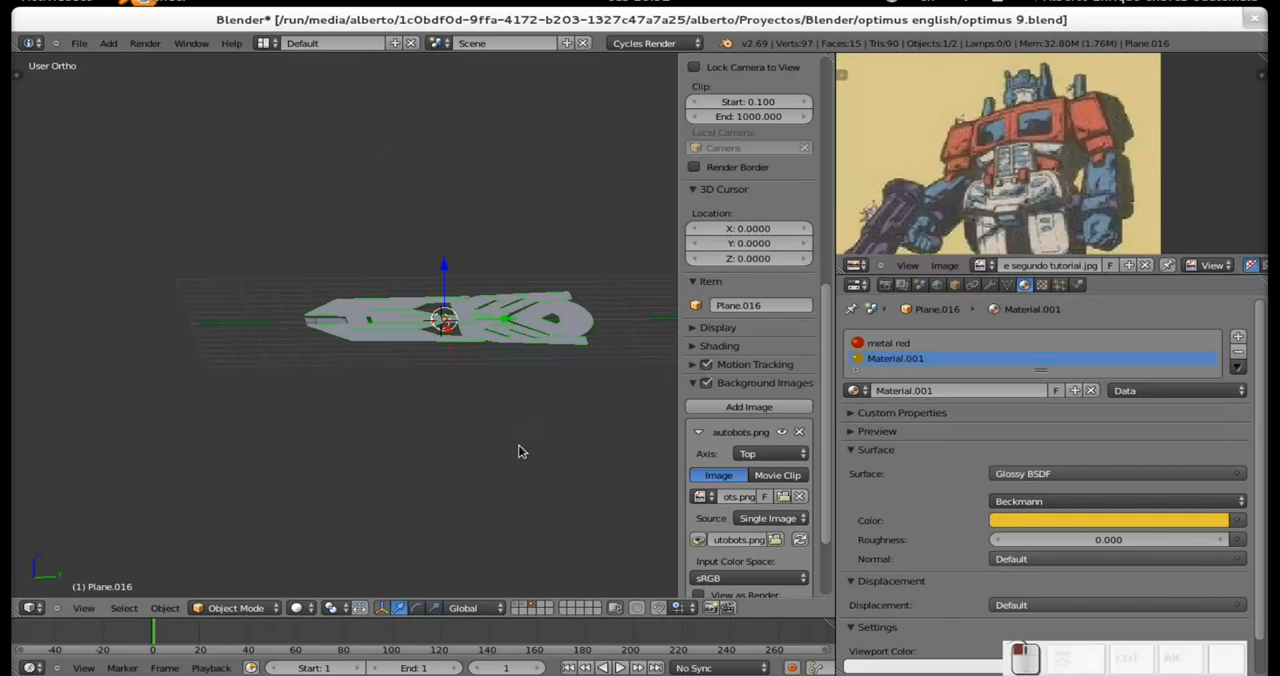 Blender* [/run/media/alberto/1c0bdf0d-9ffa-4172-b203-1327c47a7a25/alberto/Proyectos/Blender/optimus english/optimus 9.blend]
File Add Render Window Help Default Scene Cycles Render v2.69 | Verts:97 | Faces:15 | Tris:90 | Objects:1/2 | Lamps:0/0 | Mem:32.80M (1.76M) | Plane.016
User Ortho
Lock Camera to View
Clip:
Start: 0.100
End: 1000.000
Local Camera:
Camera
Render Border
3D Cursor
Location:
X: 0.0000
Y: 0.0000
Z: 0.0000
Item
Plane.016
Display
Shading
Motion Tracking
Background Images
Add Image
autobots.png
Axis: Top
Image Movie Clip
ots.png F
Source Single Image
utobots.png
Input Color Space:
sRGB
View as Render
View Image e segundo tutorial.jpg F View
Plane.016 Material.001
metal red
Material.001
Material.001 F Data
Custom Properties
Preview
Surface
Surface: Glossy BSDF
Beckmann
Color:
Roughness: 0.000
Normal: Default
Displacement
Displacement: Default
Settings
Viewport Color:
Ctrl Alt
(1) Plane.016
View Select Object Object Mode Global
-40 -20 0 20 40 60 80 100 120 140 160 180 200 220 240 260
View Marker Frame Playback Start: 1 End: 1 1 No Sync